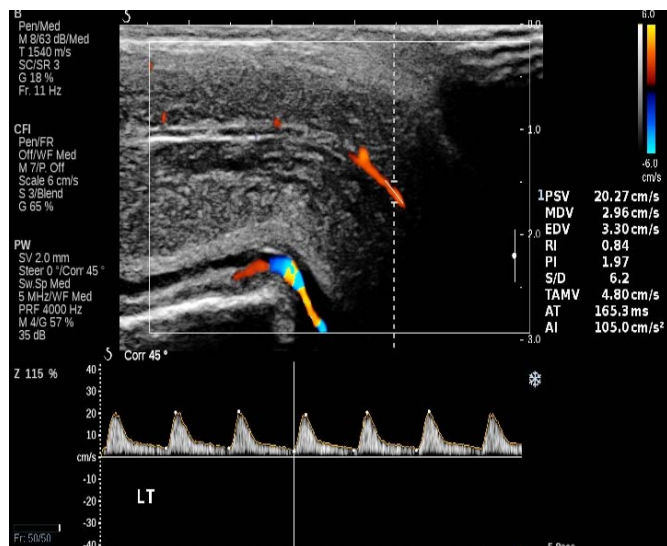 B
Pen/Med
M 8/63 dB/Med
T 1540 m/s
SC/SR 3
G 18 %
Fr. 11 Hz
CFI
Pen/FR
Off/WF Med
M 7/P. Off
Scale 6 cm/s
S 3/Blend
G 65 %
PW
SV 2.0 mm
Steer 0 °/Corr 45 °
Sw.Sp Med
5 MHz/WF Med
PRF 4000 Hz
M 4/G 57 %
35 dB
0.0
1.0
2.0
3.0
6.0
-6.0
cm/s
1 PSV 20.27 cm/s
MDV 2.96 cm/s
EDV 3.30 cm/s
RI 0.84
PI 1.97
S/D 6.2
TAMV 4.80 cm/s
AT 165.3 ms
AI 105.0 cm/s²
Corr 45 °
Z 115 %
40
30
20
10
cm/s
-10
-20
-30
-40
LT
Fr: 50/50